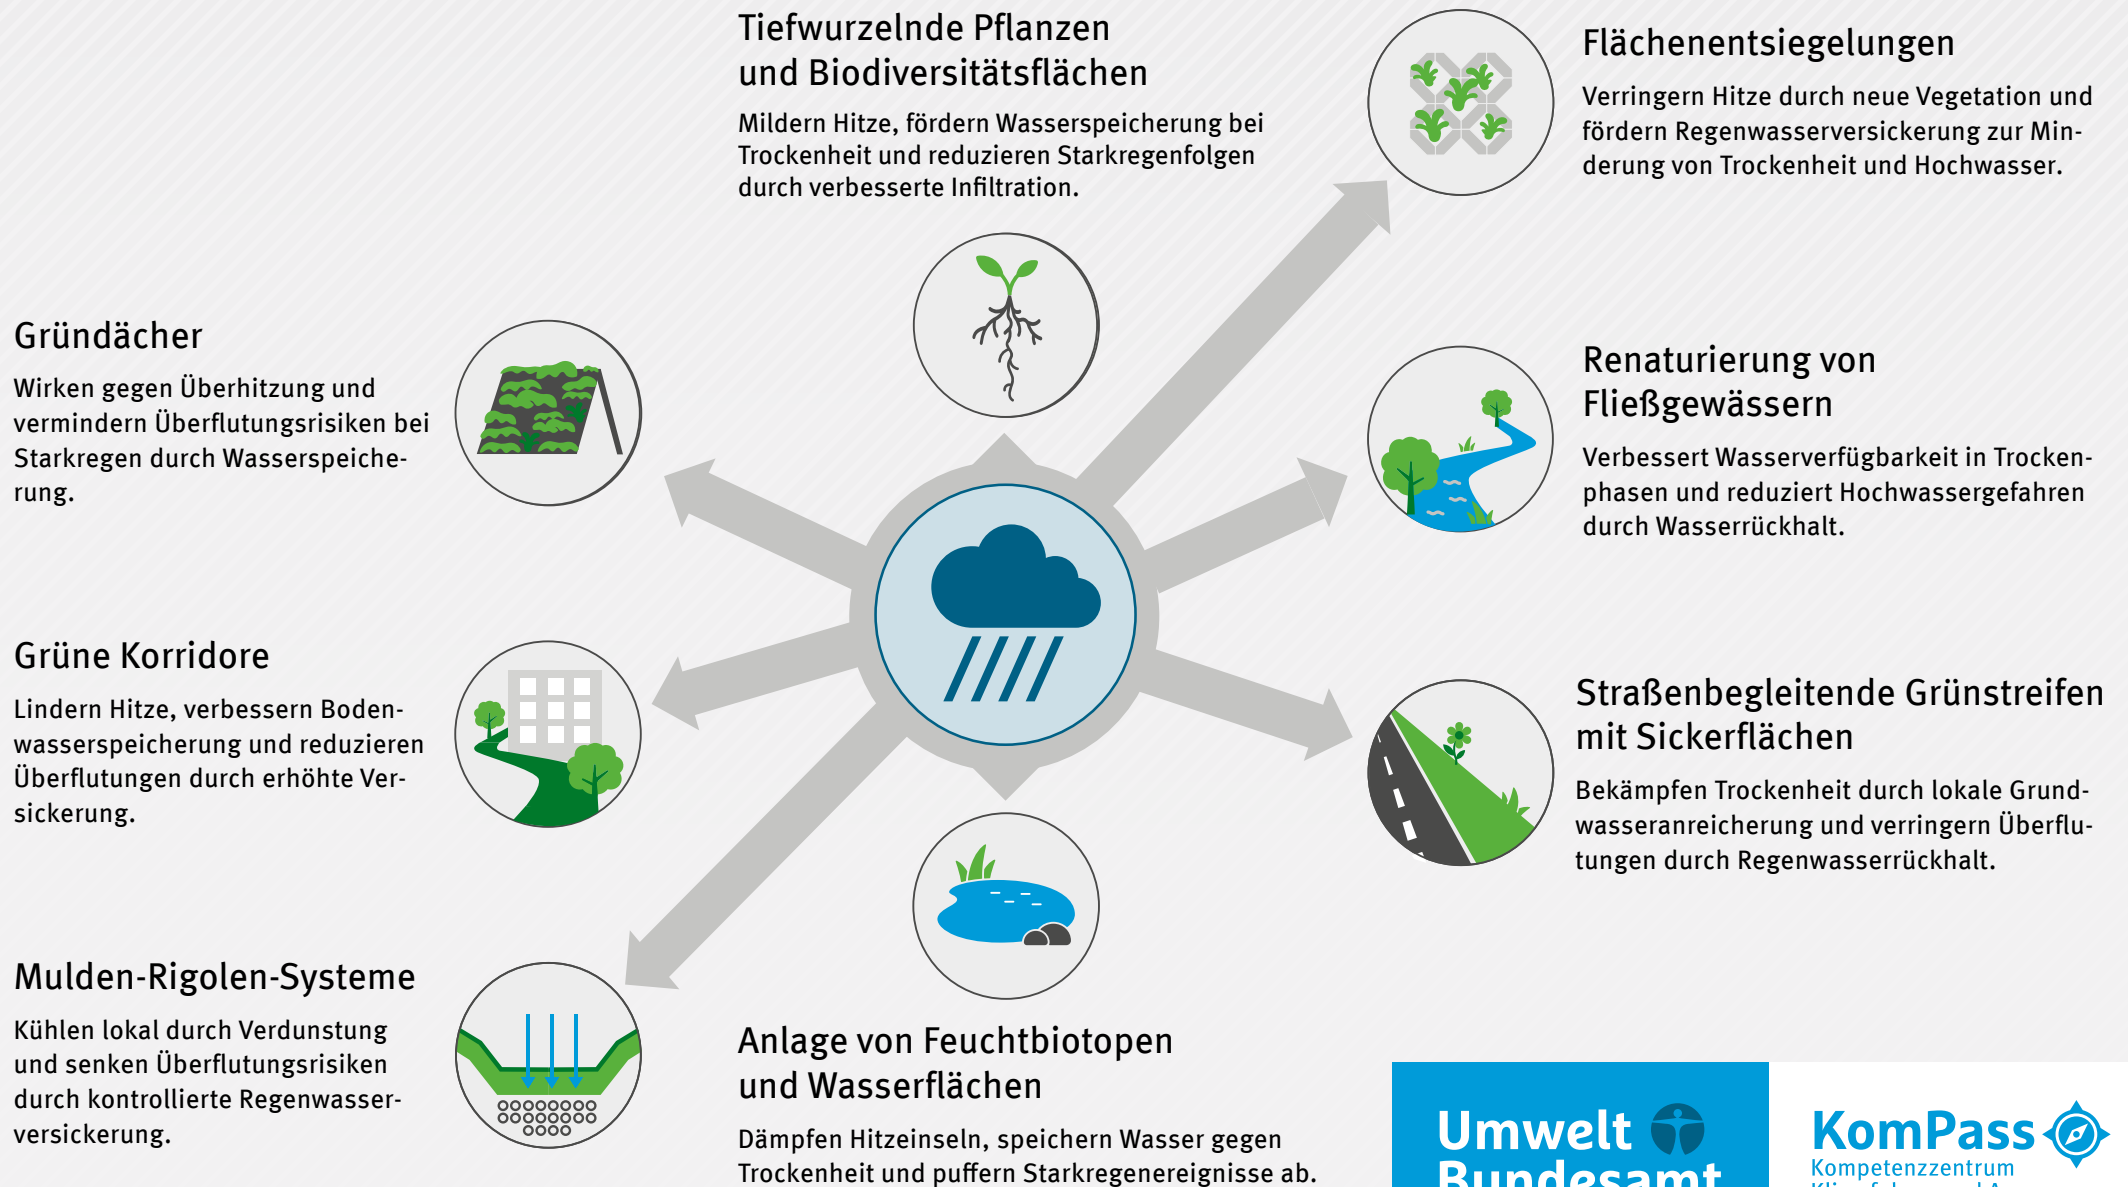 Tiefwurzelnde Pflanzen
und Biodiversitätsflächen
Mildern Hitze, fördern Wasserspeicherung bei
Trockenheit und reduzieren Starkregenfolgen
durch verbesserte Infiltration.
Flächenentsiegelungen
Verringern Hitze durch neue Vegetation und
fördern Regenwasserversickerung zur Min-
derung von Trockenheit und Hochwasser.
Gründächer
Wirken gegen Überhitzung und
vermindern Überflutungsrisiken bei
Starkregen durch Wasserspeiche-
rung.
Renaturierung von
Fließgewässern
Verbessert Wasserverfügbarkeit in Trocken-
phasen und reduziert Hochwassergefahren
durch Wasserrückhalt.
Grüne Korridore
Lindern Hitze, verbessern Boden-
wasserspeicherung und reduzieren
Überflutungen durch erhöhte Ver-
sickerung.
Straßenbegleitende Grünstreifen
mit Sickerflächen
Bekämpfen Trockenheit durch lokale Grund-
wasseranreicherung und verringern Überflu-
tungen durch Regenwasserrückhalt.
Mulden-Rigolen-Systeme
Kühlen lokal durch Verdunstung
und senken Überflutungsrisiken
durch kontrollierte Regenwasser-
versickerung.
Anlage von Feuchtbiotopen
und Wasserflächen
Dämpfen Hitzeinseln, speichern Wasser gegen
Trockenheit und puffern Starkregenereignisse ab.
Umwelt
Bundesamt
KomPass
Kompetenzzentrum